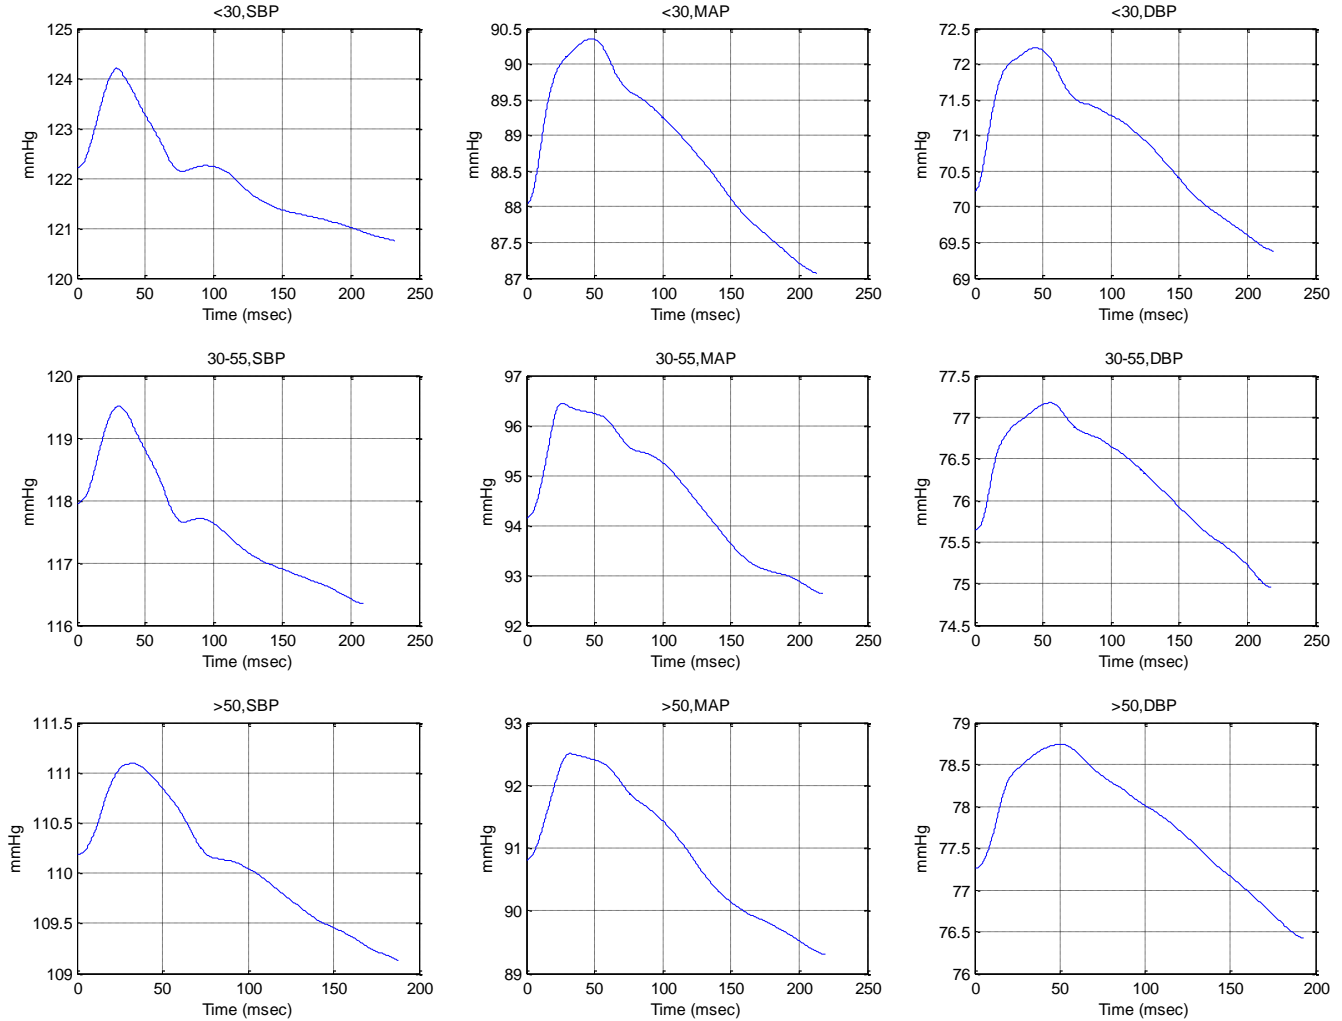 <30,SBP
125
124
123
122
121
120
mmHg
0 50 100 150 200 250
Time (msec)
<30,MAP
90.5
90
89.5
89
88.5
88
87.5
87
mmHg
0 50 100 150 200 250
Time (msec)
<30,DBP
72.5
72
71.5
71
70.5
70
69.5
69
mmHg
0 50 100 150 200 250
Time (msec)
30-55,SBP
120
119
118
117
116
mmHg
0 50 100 150 200 250
Time (msec)
30-55,MAP
97
96
95
94
93
92
mmHg
0 50 100 150 200 250
Time (msec)
30-55,DBP
77.5
77
76.5
76
75.5
75
74.5
mmHg
0 50 100 150 200 250
Time (msec)
>50,SBP
111.5
111
110.5
110
109.5
109
mmHg
0 50 100 150 200
Time (msec)
>50,MAP
93
92
91
90
89
mmHg
0 50 100 150 200 250
Time (msec)
>50,DBP
79
78.5
78
77.5
77
76.5
76
mmHg
0 50 100 150 200
Time (msec)